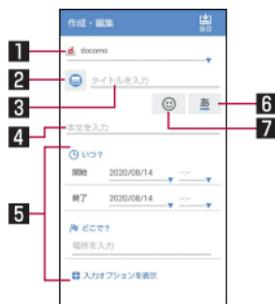 作成・編集
保存
1
docomo
2
タイトルを入力
3
あ
6
7
4
本文を入力
5
いつ？
開始 2020/08/14 --:--
終了 2020/08/14 --:--
どこで？
場所を入力
入力オプションを表示